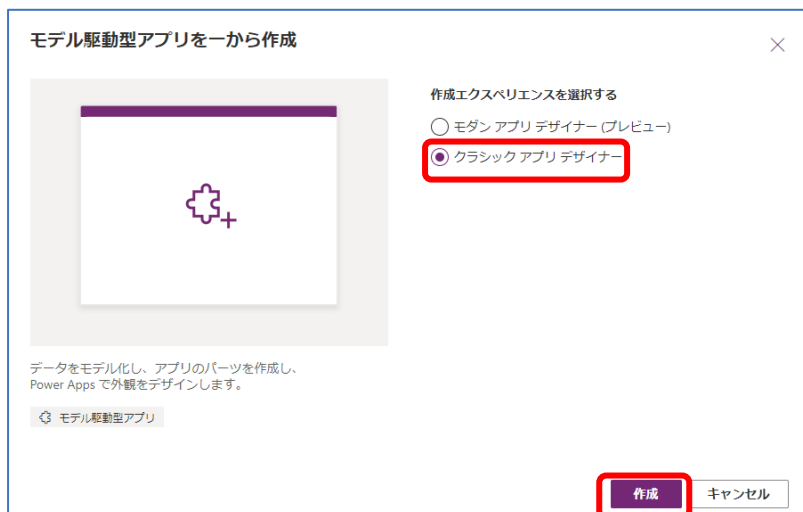 モデル駆動型アプリを一から作成
作成エクスペリエンスを選択する
モダン アプリ デザイナー (プレビュー)
クラシック アプリ デザイナー
データをモデル化し、アプリのパーツを作成し、
Power Apps で外観をデザインします。
モデル駆動型アプリ
作成
キャンセル